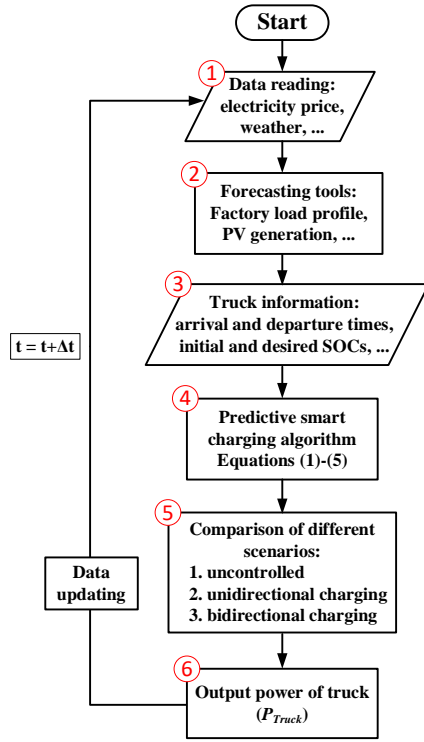 Start
1
Data reading:
electricity price,
weather, ...
2
Forecasting tools:
Factory load profile,
PV generation, ...
3
Truck information:
arrival and departure times,
initial and desired SOCs, ...
t = t+Δt
4
Predictive smart
charging algorithm
Equations (1)-(5)
5
Comparison of different
scenarios:
1. uncontrolled
2. unidirectional charging
3. bidirectional charging
Data
updating
6
Output power of truck
(P_Truck)